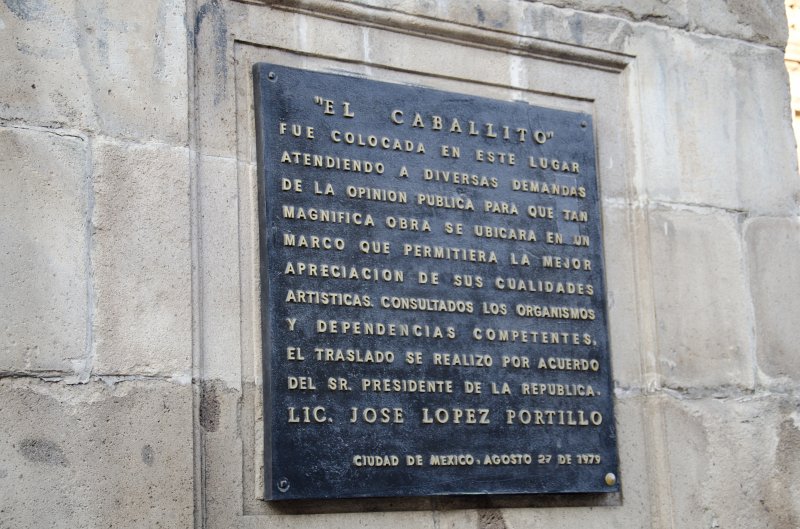 "EL CABALLITO"
FUE COLOCADA EN ESTE LUGAR
ATENDIENDO A DIVERSAS DEMANDAS
DE LA OPINION PUBLICA PARA QUE TAN
MAGNIFICA OBRA SE UBICARA EN UN
MARCO QUE PERMITIERA LA MEJOR
APRECIACION DE SUS CUALIDADES
ARTISTICAS. CONSULTADOS LOS ORGANISMOS
Y DEPENDENCIAS COMPETENTES,
EL TRASLADO SE REALIZO POR ACUERDO
DEL SR. PRESIDENTE DE LA REPUBLICA.
LIC. JOSE LOPEZ PORTILLO
CIUDAD DE MEXICO, AGOSTO 27 DE 1979